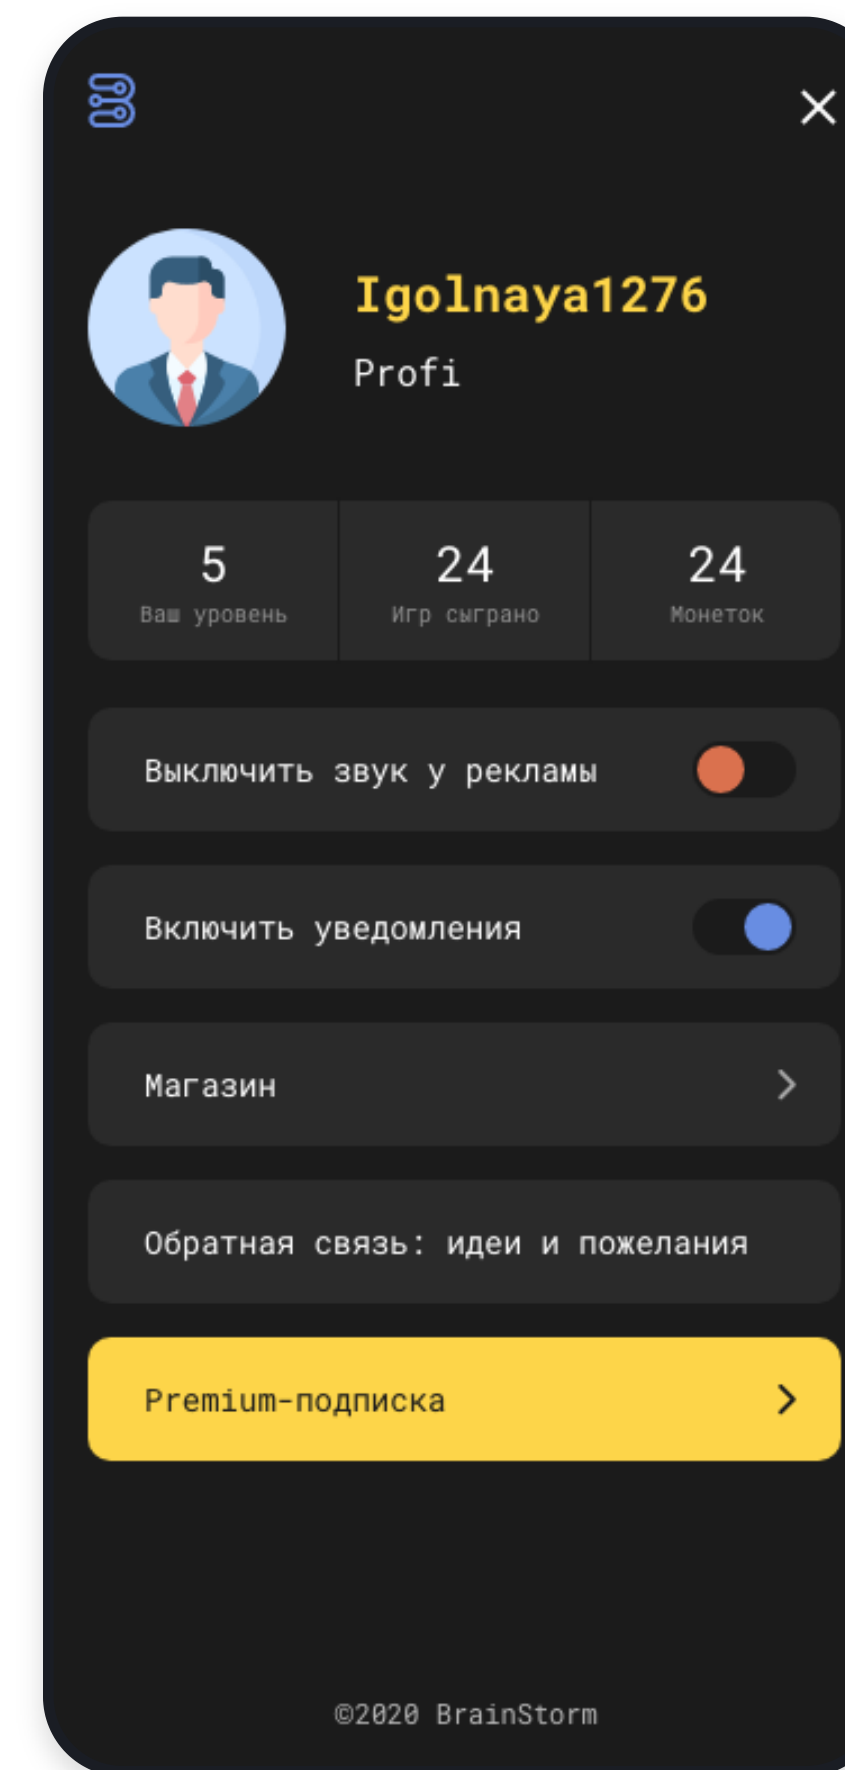 Igolnaya1276
Profi
5
Ваш уровень
24
Игр сыграно
24
Монеток
Выключить звук у рекламы
Включить уведомления
Магазин
Обратная связь: идеи и пожелания
Premium-подписка
©2020 BrainStorm